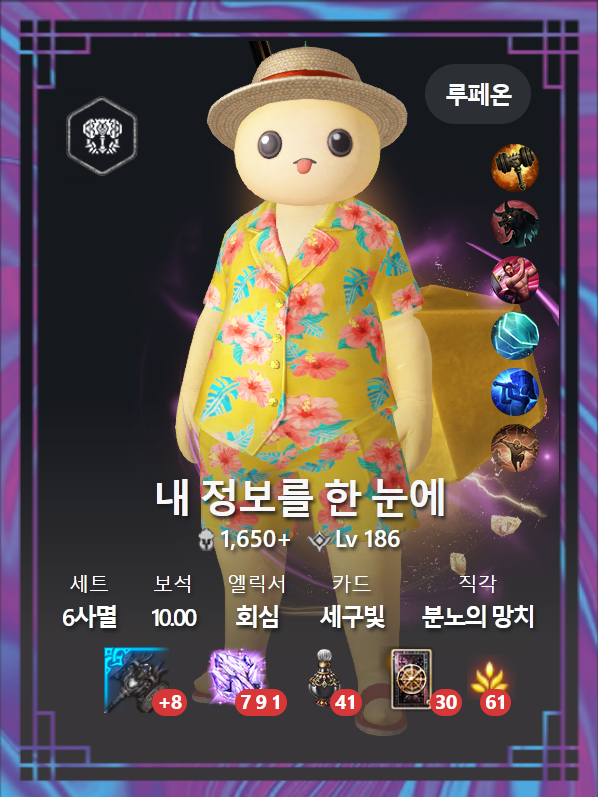 루페온
내 정보를 한 눈에
1,650+ Lv 186
세트 보석 엘릭서 카드 직각
6사멸 10.00 회심 세구빛 분노의 망치
+8 7 9 1 41 30 61